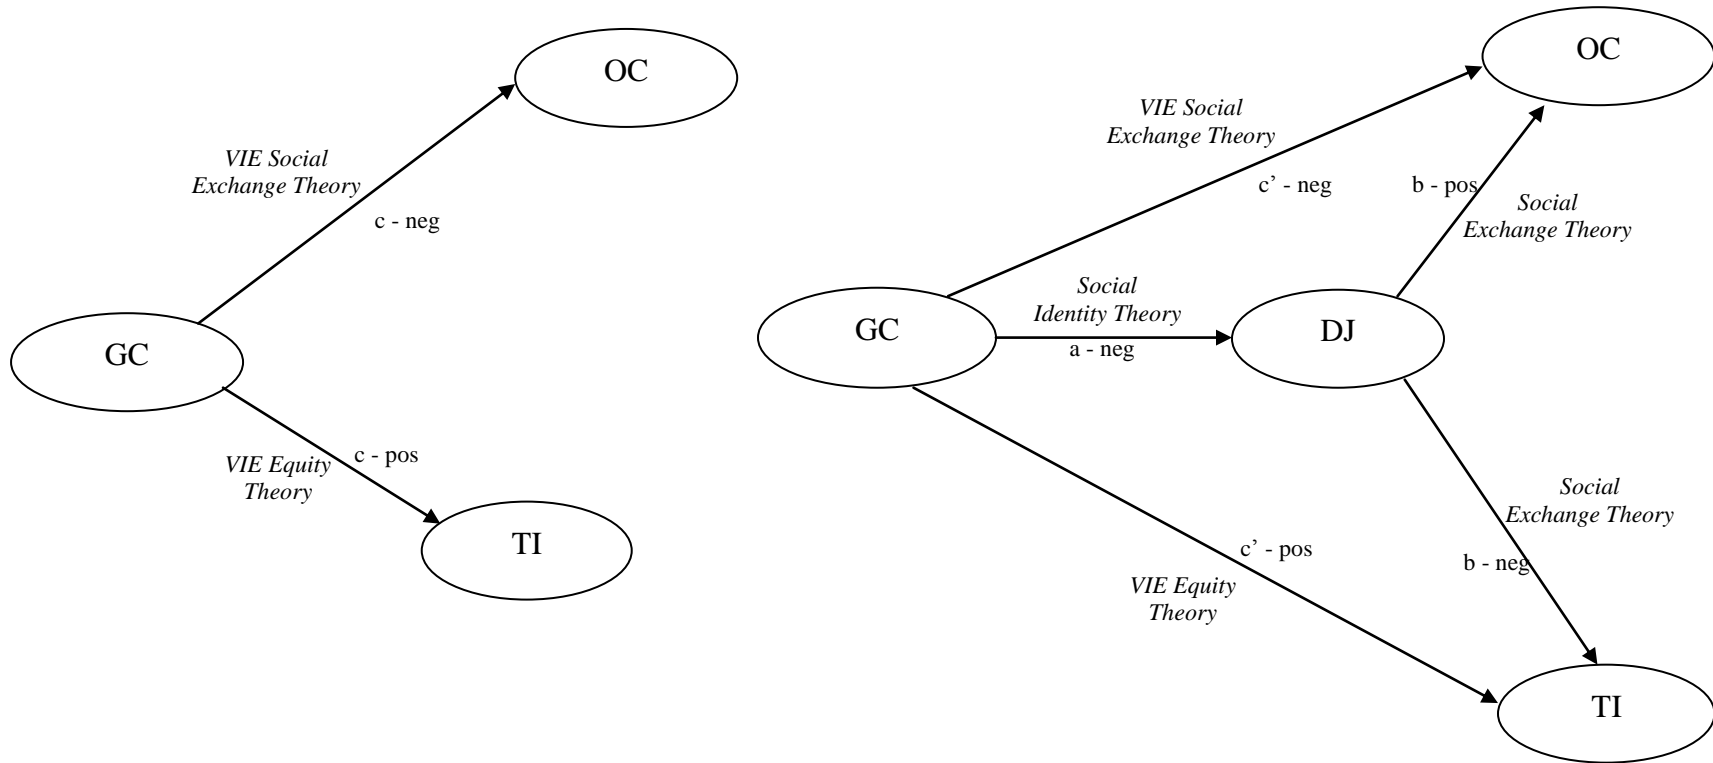 OC
VIE Social
Exchange Theory
c - neg
GC
c - pos
VIE Equity
Theory
TI
OC
VIE Social
Exchange Theory
c’ - neg
b - pos
Social
Exchange Theory
Social
Identity Theory
GC
a - neg
DJ
Social
Exchange Theory
c’ - pos
b - neg
VIE Equity
Theory
TI